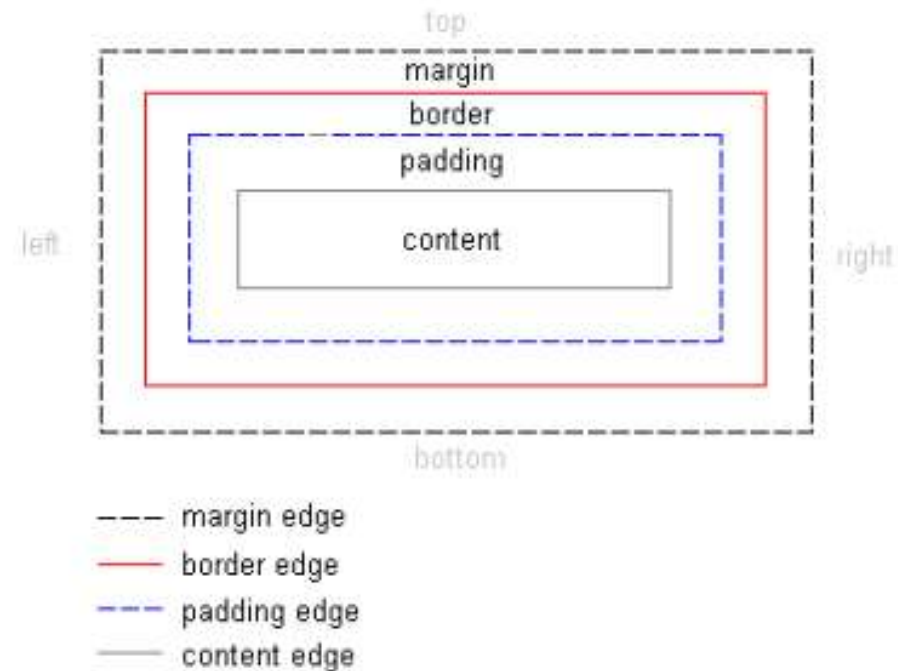 top
margin
border
padding
left
content
right
bottom
margin edge
border edge
padding edge
content edge